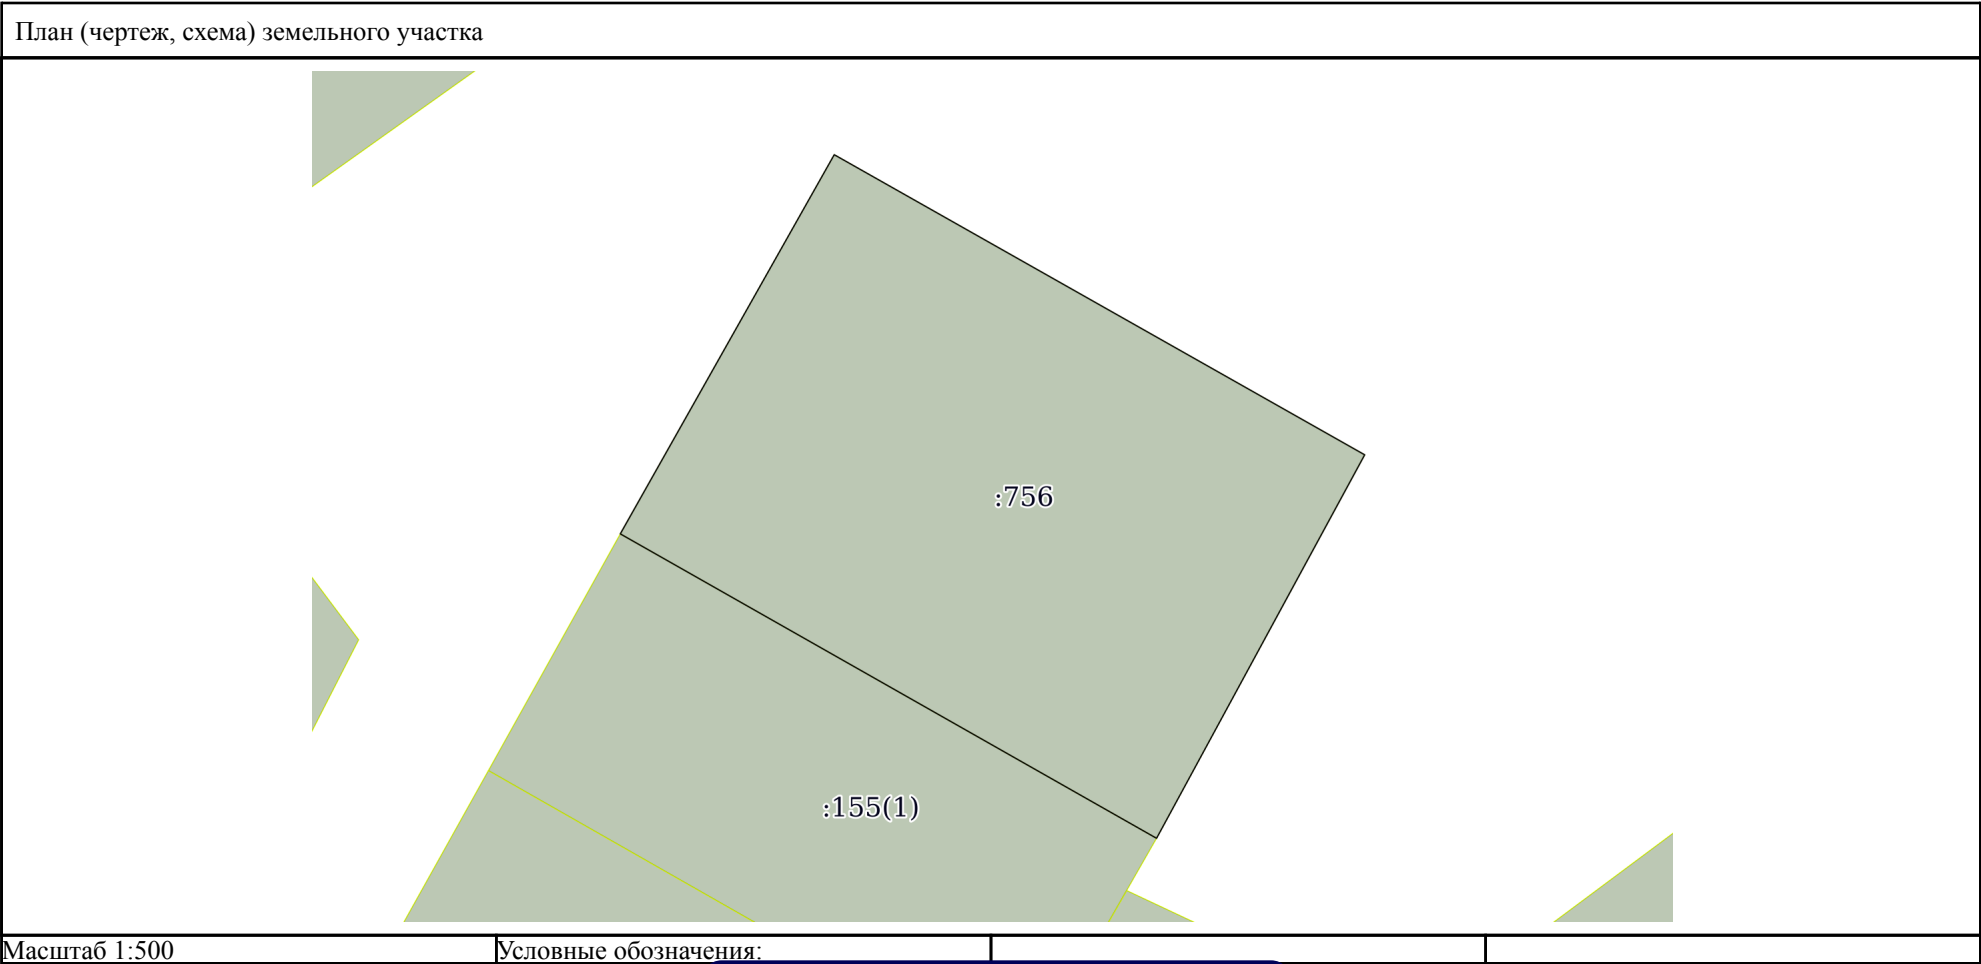 План (чертеж, схема) земельного участка
:756
:155(1)
Масштаб 1:500
Условные обозначения: